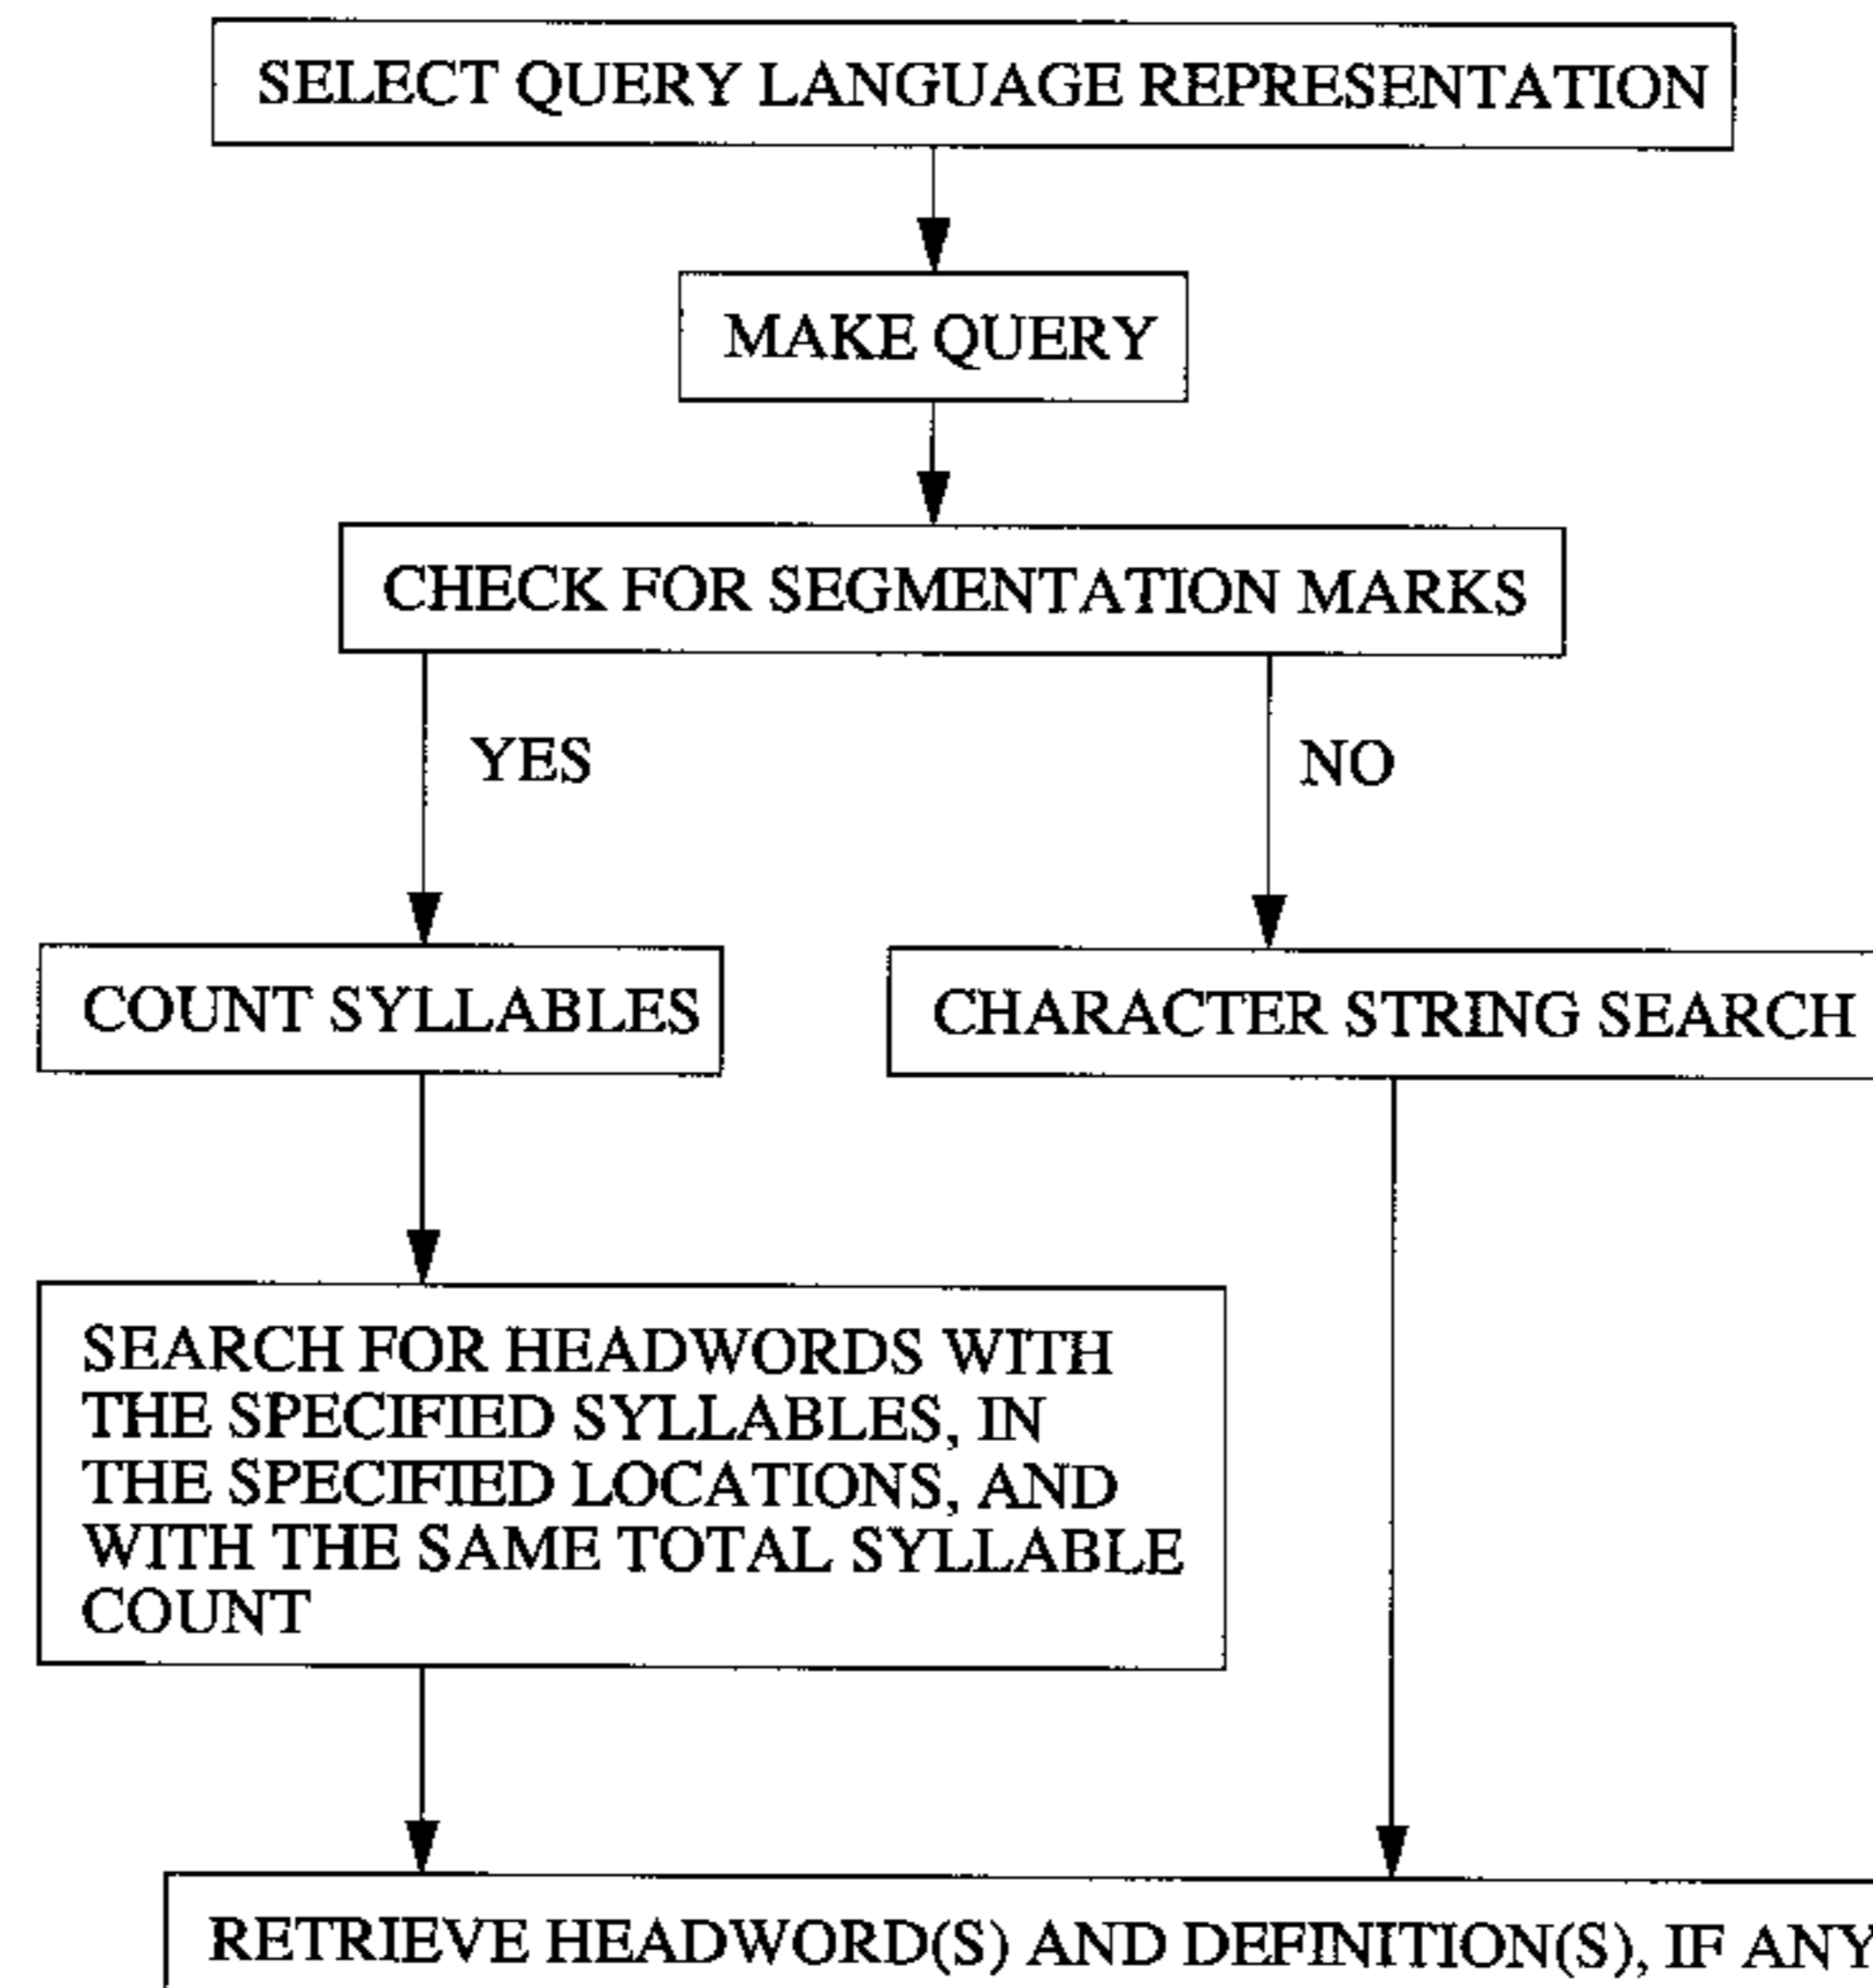 SELECT QUERY LANGUAGE REPRESENTATION
MAKE QUERY
CHECK FOR SEGMENTATION MARKS
YES
NO
COUNT SYLLABLES
CHARACTER STRING SEARCH
SEARCH FOR HEADWORDS WITH
THE SPECIFIED SYLLABLES, IN
THE SPECIFIED LOCATIONS, AND
WITH THE SAME TOTAL SYLLABLE
COUNT
RETRIEVE HEADWORD(S) AND DEFINITION(S), IF ANY